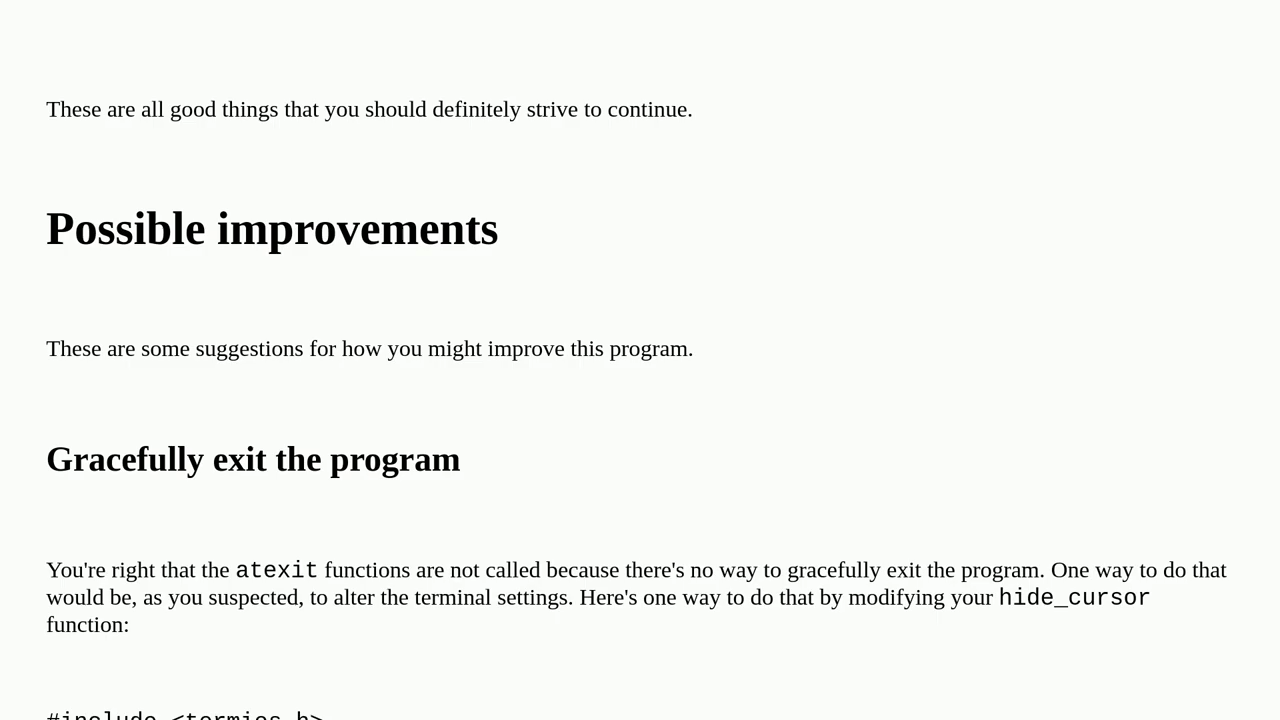 These are all good things that you should definitely strive to continue.
Possible improvements
These are some suggestions for how you might improve this program.
Gracefully exit the program
You're right that the atexit functions are not called because there's no way to gracefully exit the program. One way to do that
would be, as you suspected, to alter the terminal settings. Here's one way to do that by modifying your hide_cursor
function:
#include <termios.h>